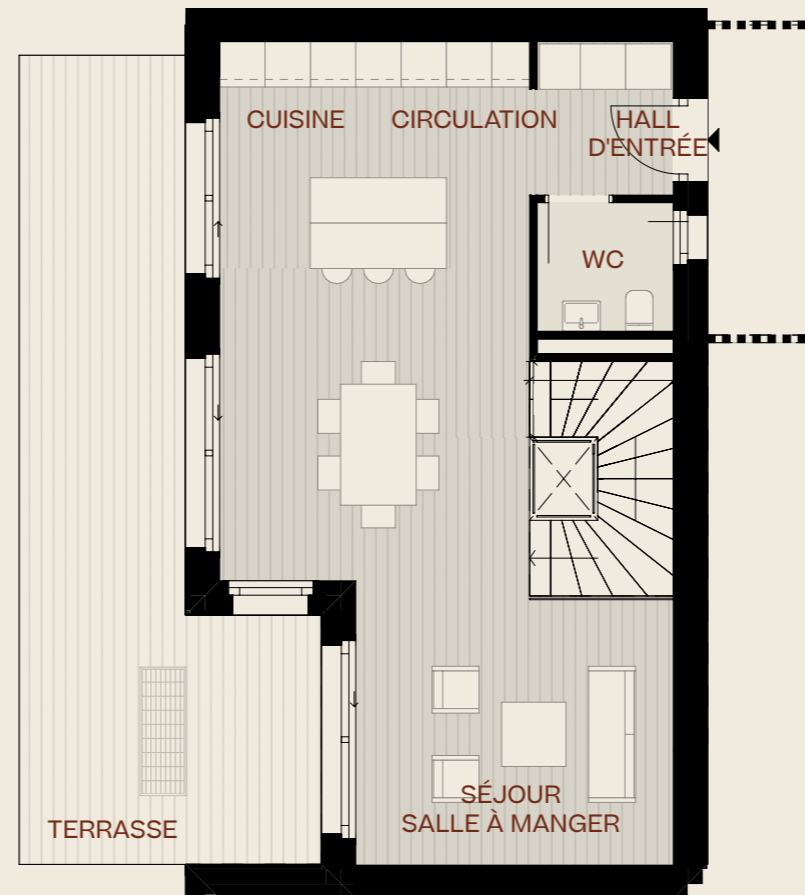 CUISINE
CIRCULATION
HALL
D'ENTRÉE
WC
SÉJOUR
SALLE À MANGER
TERRASSE